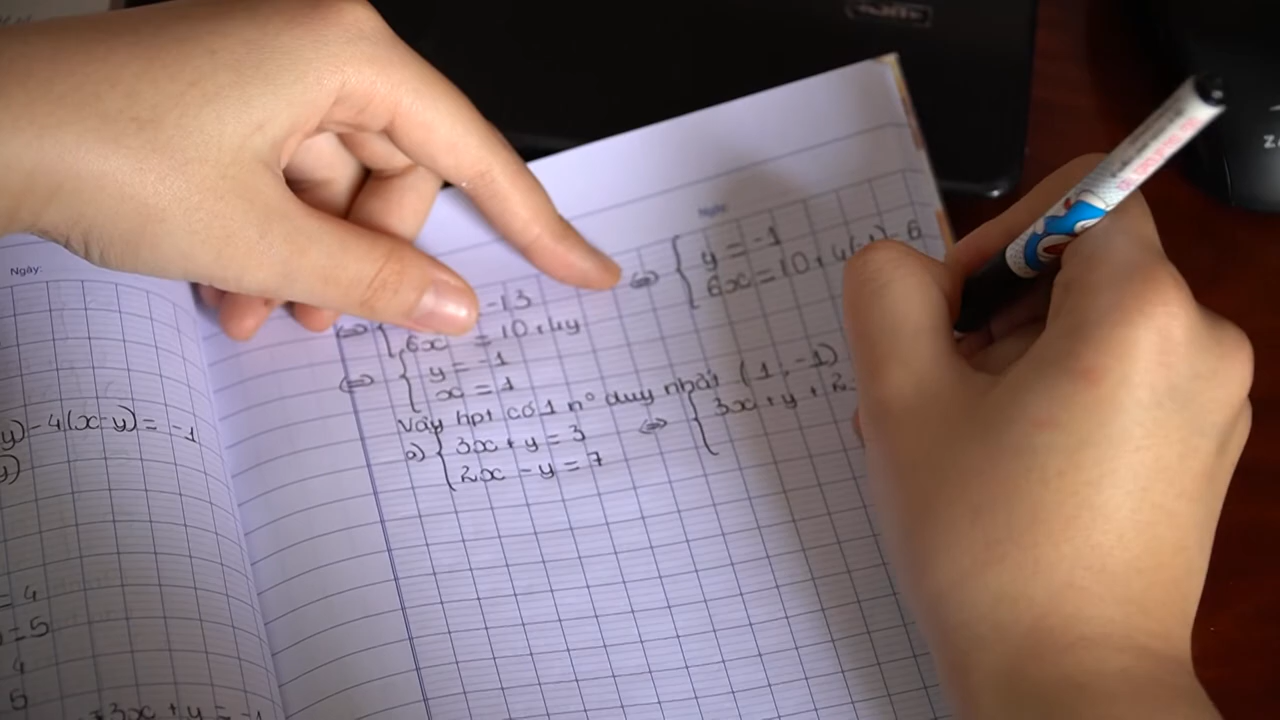 Ngày:
y) - 4(x-y) = -1
y)
= 4
= 5
4
5
+3x + y = -1
Ngày:
-13
6x = 10+4y
⇔ { y = -1
6x = 10 + 4(-1) = 6
⇔ { y = -1
x = 1
Vậy hpt có 1 n° duy nhất (1, -1)
a) { 3x + y = 3
2x - y = 7
⇔ { 3x + y + 2